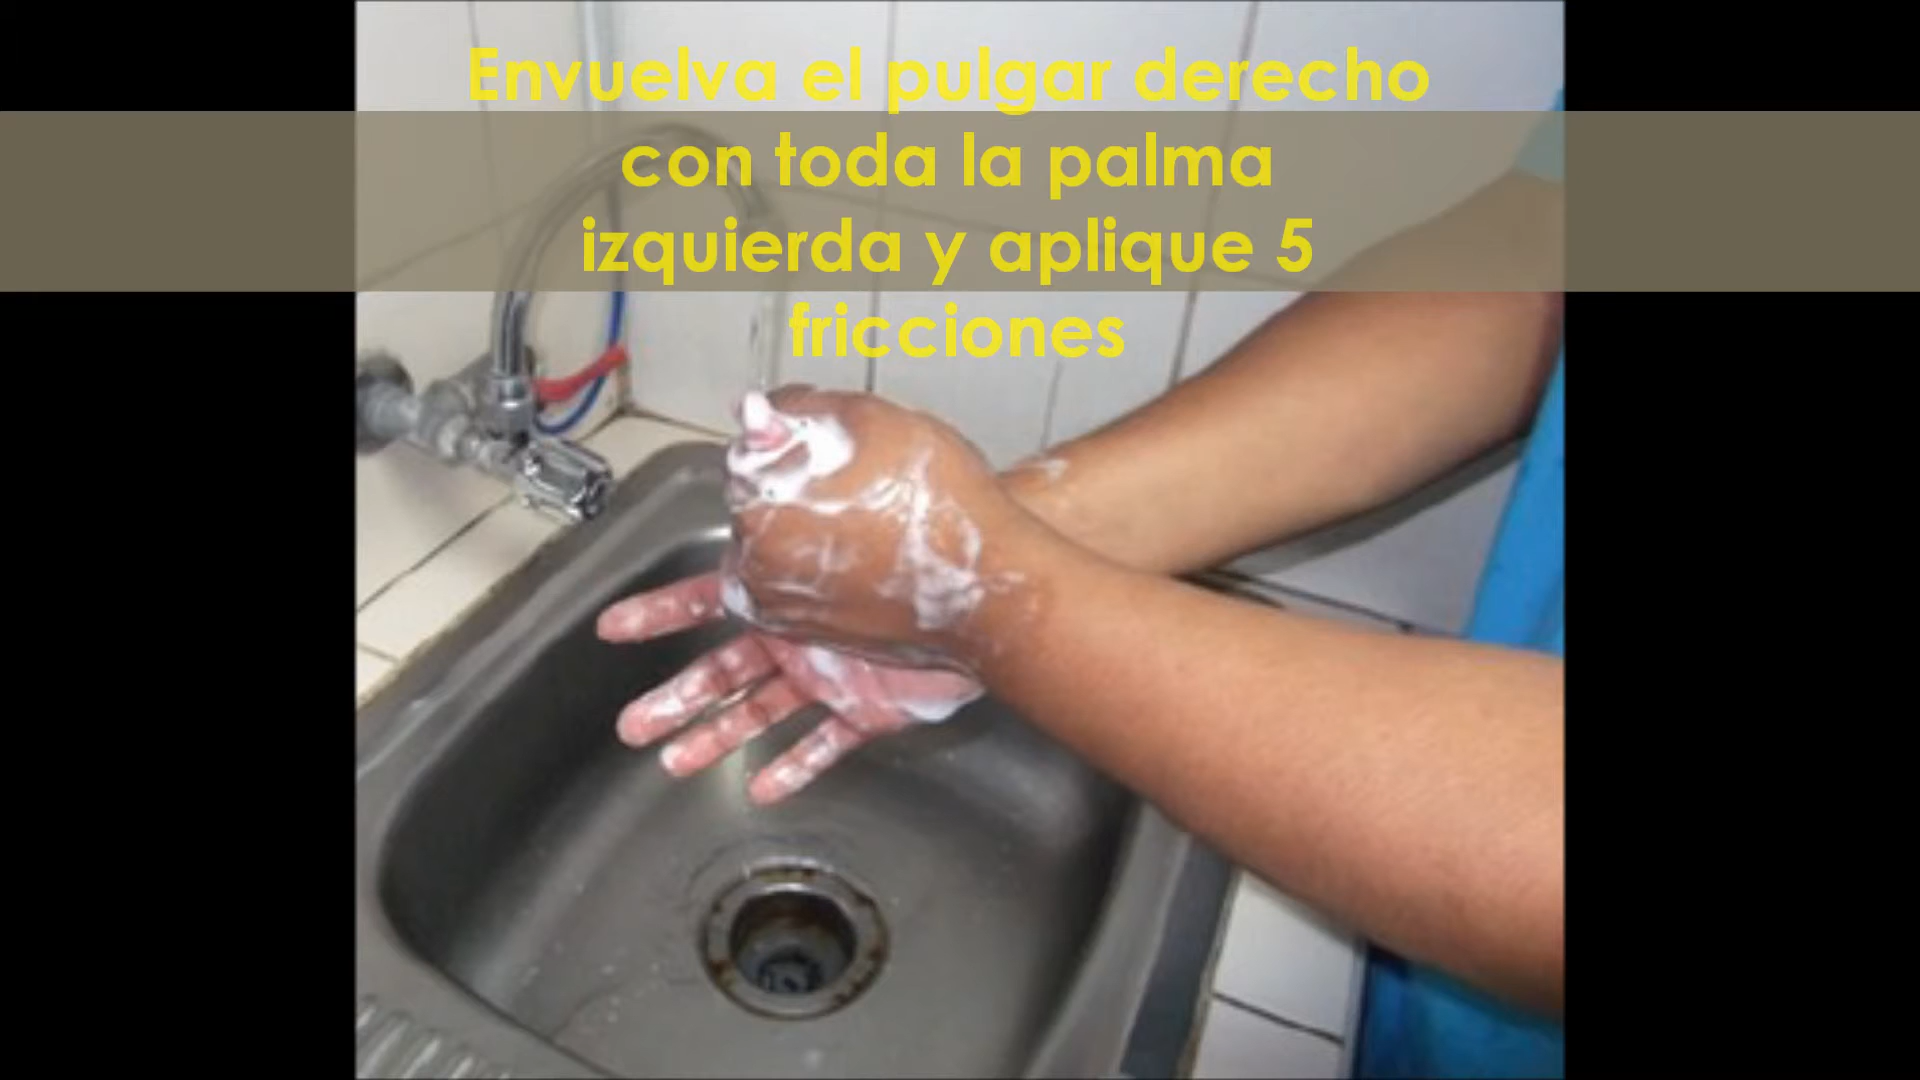 Envuelva el pulgar derecho
con toda la palma
izquierda y aplique 5
fricciones